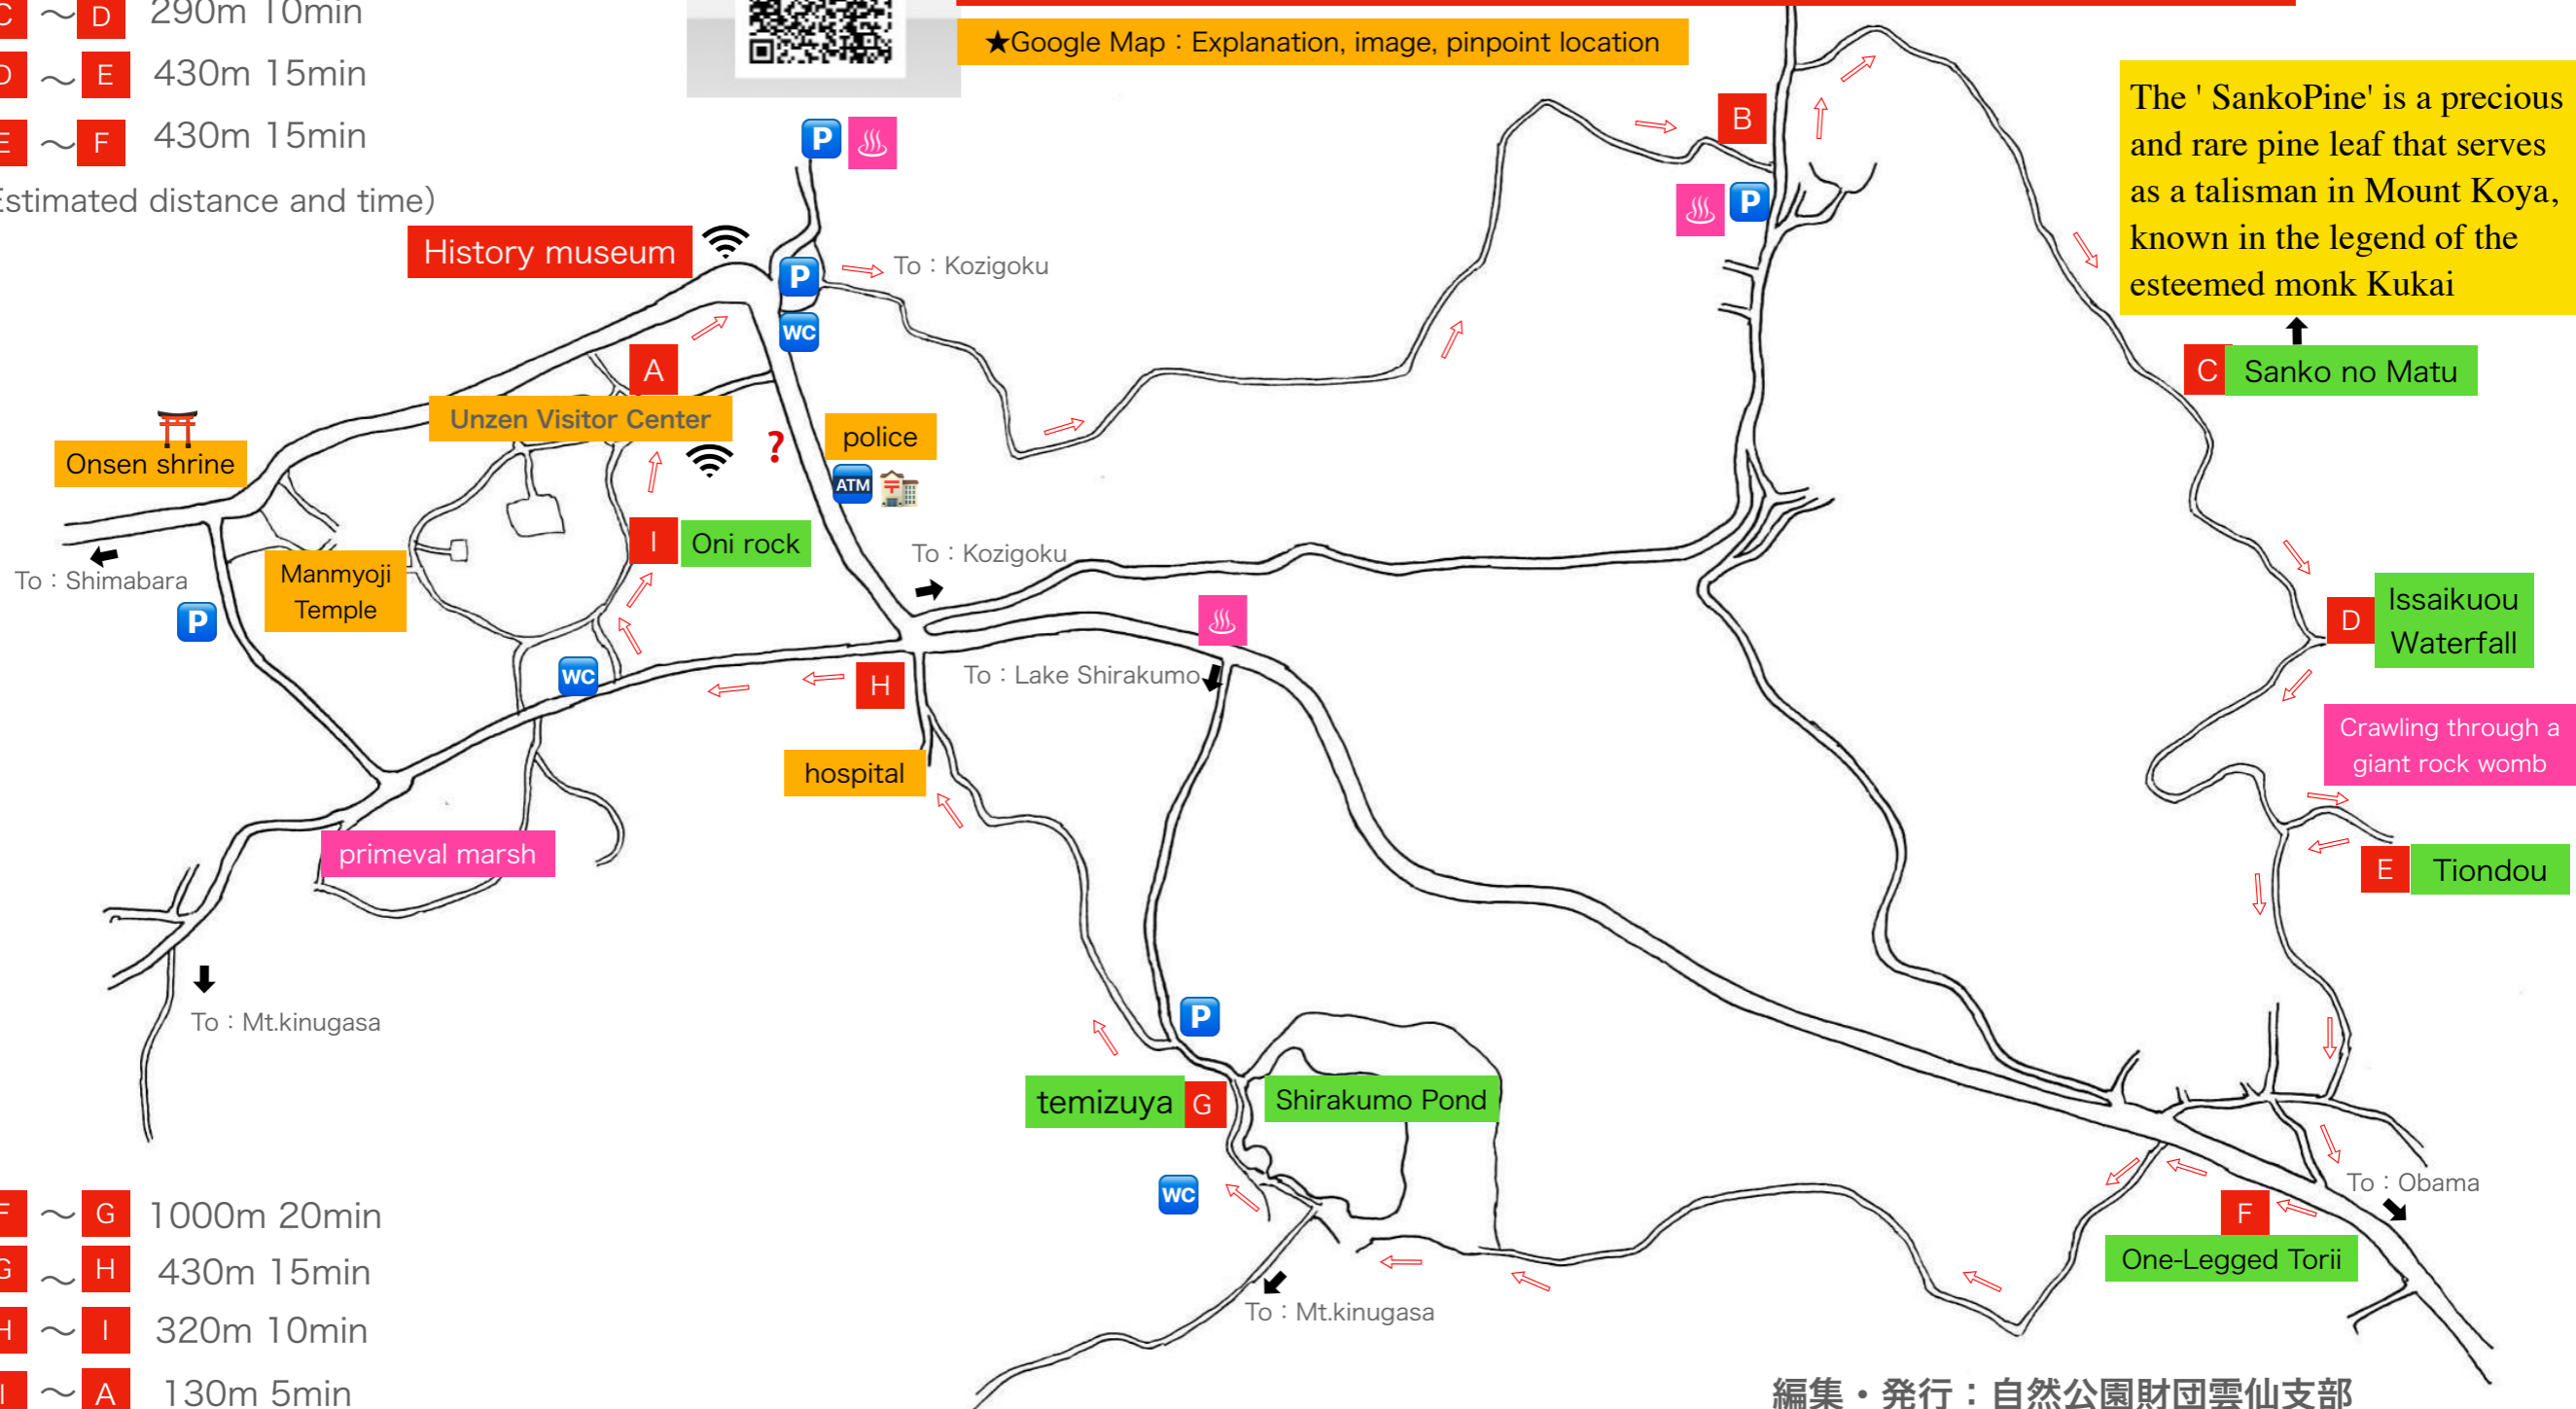 C ～ D 290m 10min
D ～ E 430m 15min
E ～ F 430m 15min
Estimated distance and time）
★Google Map：Explanation, image, pinpoint location
B
The ' SankoPine' is a precious
and rare pine leaf that serves
as a talisman in Mount Koya,
known in the legend of the
esteemed monk Kukai
P
P
History museum
P
To：Kozigoku
WC
A
C Sanko no Matu
Unzen Visitor Center
Onsen shrine
?
police
ATM
〒
I Oni rock
To：Shimabara
Manmyoji
Temple
P
To：Kozigoku
D
Issaikuou
Waterfall
WC
H
To：Lake Shirakumo
hospital
Crawling through a
giant rock womb
primeval marsh
E Tiondou
To：Mt.kinugasa
P
temizuya G
Shirakumo Pond
WC
To：Obama
F
One-Legged Torii
To：Mt.kinugasa
F ～ G 1000m 20min
G ～ H 430m 15min
H ～ I 320m 10min
I ～ A 130m 5min
編集・発行：自然公園財団雲仙支部